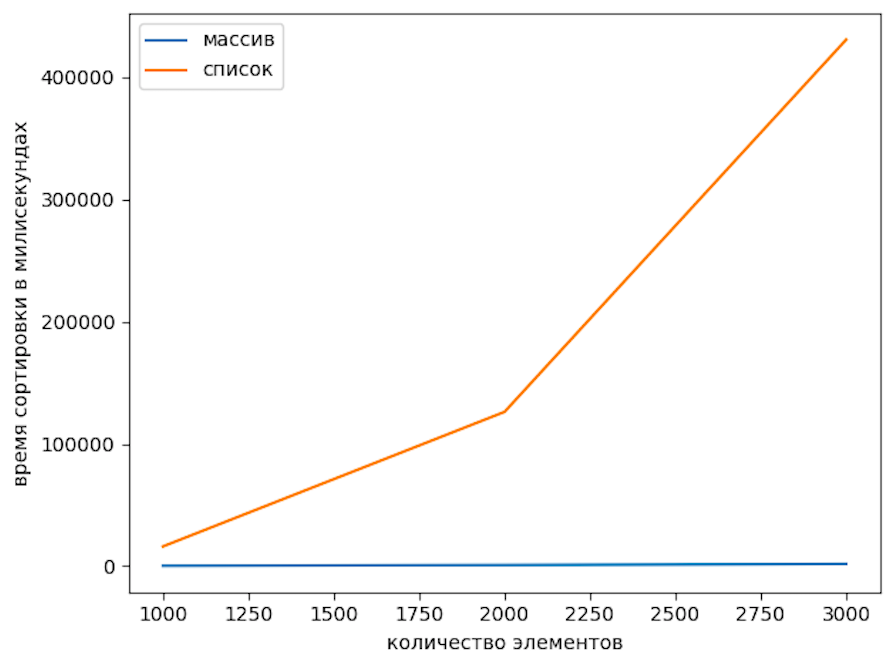 массив
список
400000
300000
200000
100000
0
время сортировки в милисекундах
1000 1250 1500 1750 2000 2250 2500 2750 3000
количество элементов